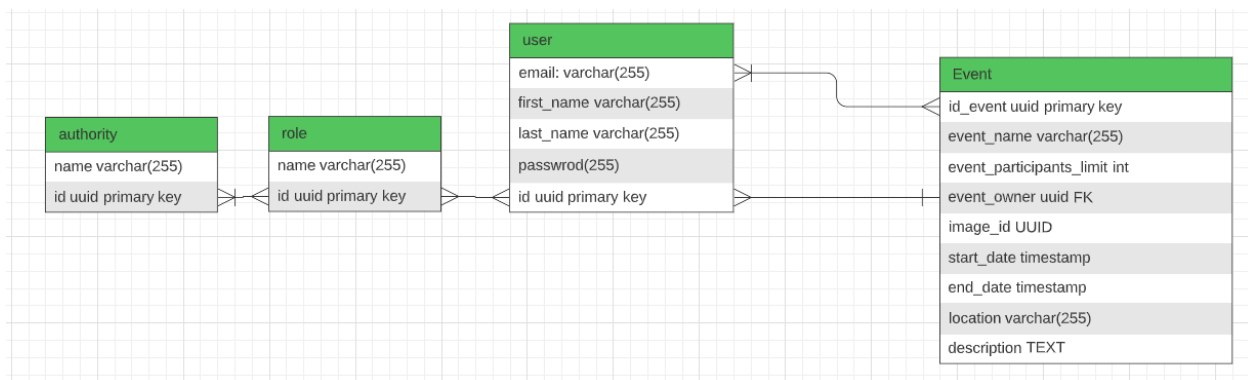 authority
name varchar(255)
id uuid primary key
role
name varchar(255)
id uuid primary key
user
email: varchar(255)
first_name varchar(255)
last_name varchar(255)
passwrod(255)
id uuid primary key
Event
id_event uuid primary key
event_name varchar(255)
event_participants_limit int
event_owner uuid FK
image_id UUID
start_date timestamp
end_date timestamp
location varchar(255)
description TEXT